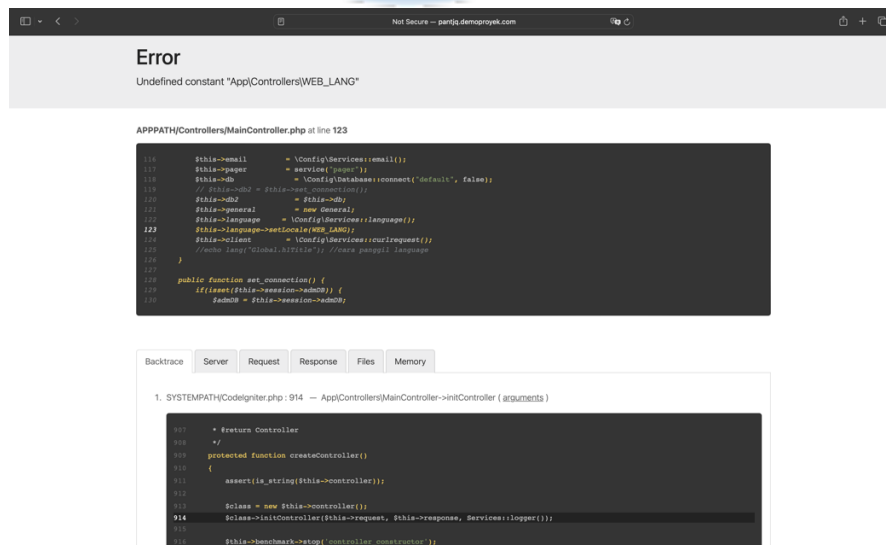 Not Secure — pantjq.demoproyek.com
Error
Undefined constant "App\Controllers\WEB_LANG"
APPPATH/Controllers/MainController.php at line 123
116 $this->email = \Config\Services::email();
117 $this->pager = service("pager");
118 $this->db = \Config\Database::connect("default", false);
119 // $this->db2 = $this->set_connection();
120 $this->db2 = $this->db;
121 $this->general = new General;
122 $this->language = \Config\Services::language();
123 $this->language->setLocale(WEB_LANG);
124 $this->client = \Config\Services::curlrequest();
125 //echo lang("Global.h1Title"); //cara panggil language
126 }
127
128 public function set_connection() {
129 if(isset($this->session->admDB)) {
130 $admDB = $this->session->admDB;
Backtrace Server Request Response Files Memory
1. SYSTEMPATH/CodeIgniter.php : 914 — App\Controllers\MainController->initController ( arguments )
907 * @return Controller
908 */
909 protected function createController()
910 {
911 assert(is_string($this->controller));
912
913 $class = new $this->controller();
914 $class->initController($this->request, $this->response, Services::logger());
915
916 $this->benchmark->stop('controller_constructor');